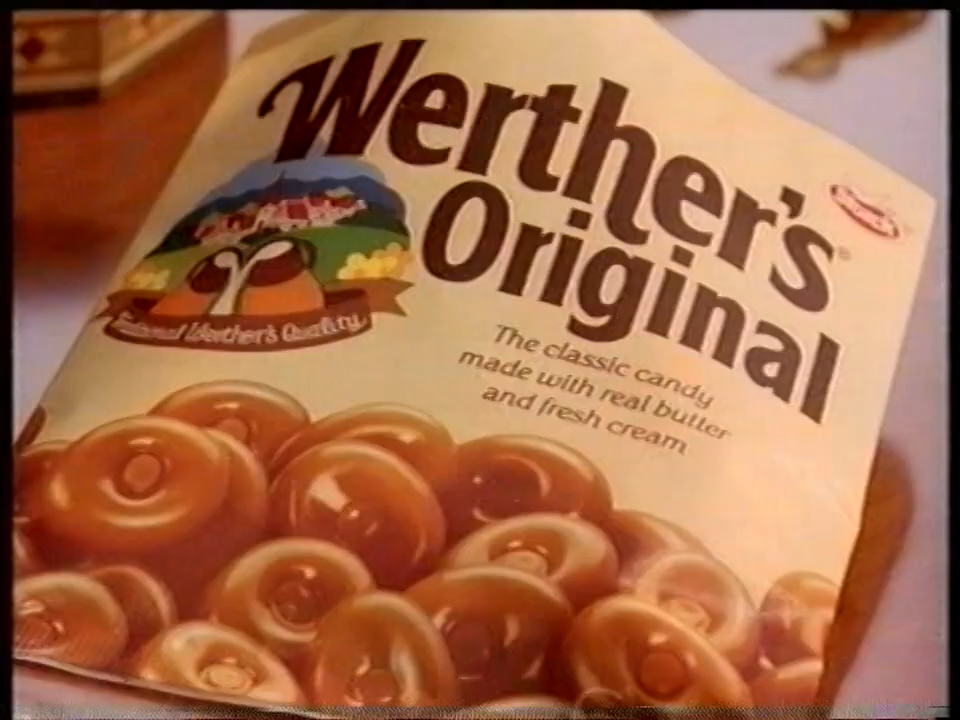 Werther's
Original
The classic candy
made with real butter
and fresh cream
Werther's Quality